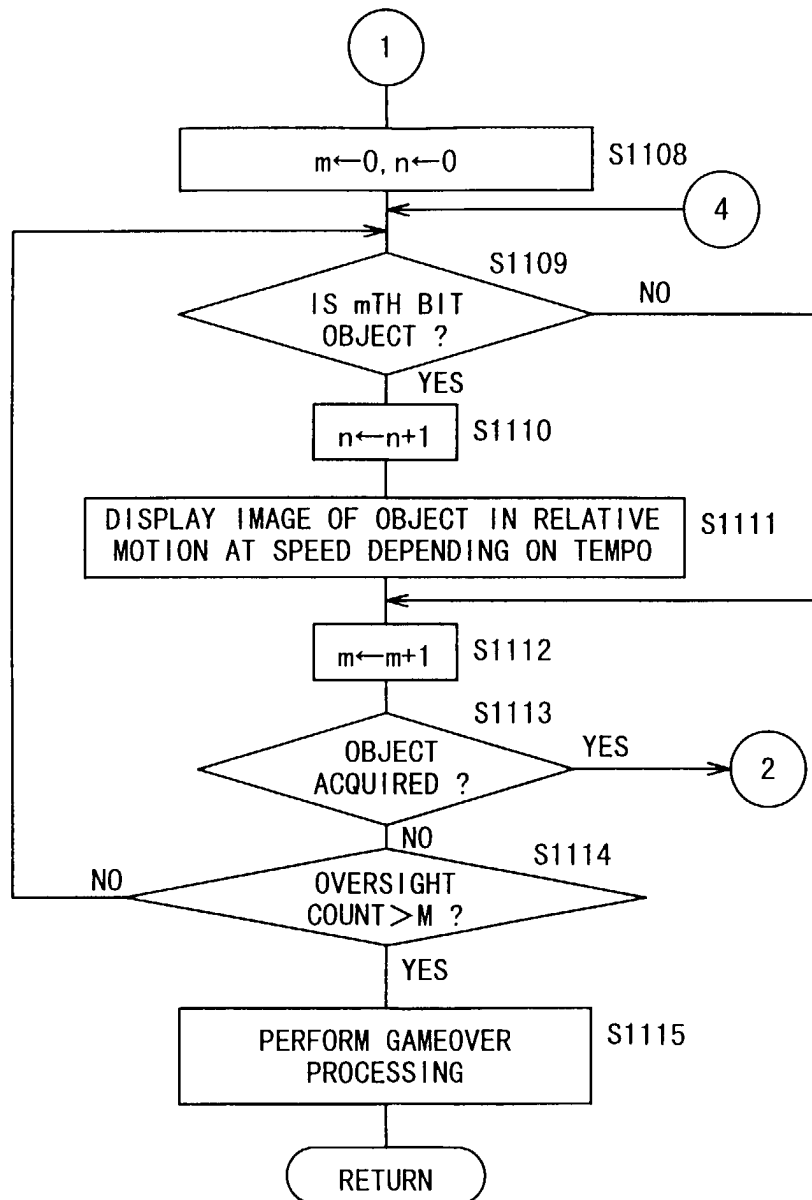 1
m←0, n←0
S1108
4
S1109
IS mTH BIT
OBJECT ?
NO
YES
n←n+1
S1110
DISPLAY IMAGE OF OBJECT IN RELATIVE
MOTION AT SPEED DEPENDING ON TEMPO
S1111
m←m+1
S1112
S1113
OBJECT
ACQUIRED ?
YES
2
NO
S1114
NO
OVERSIGHT
COUNT>M ?
YES
PERFORM GAMEOVER
PROCESSING
S1115
RETURN